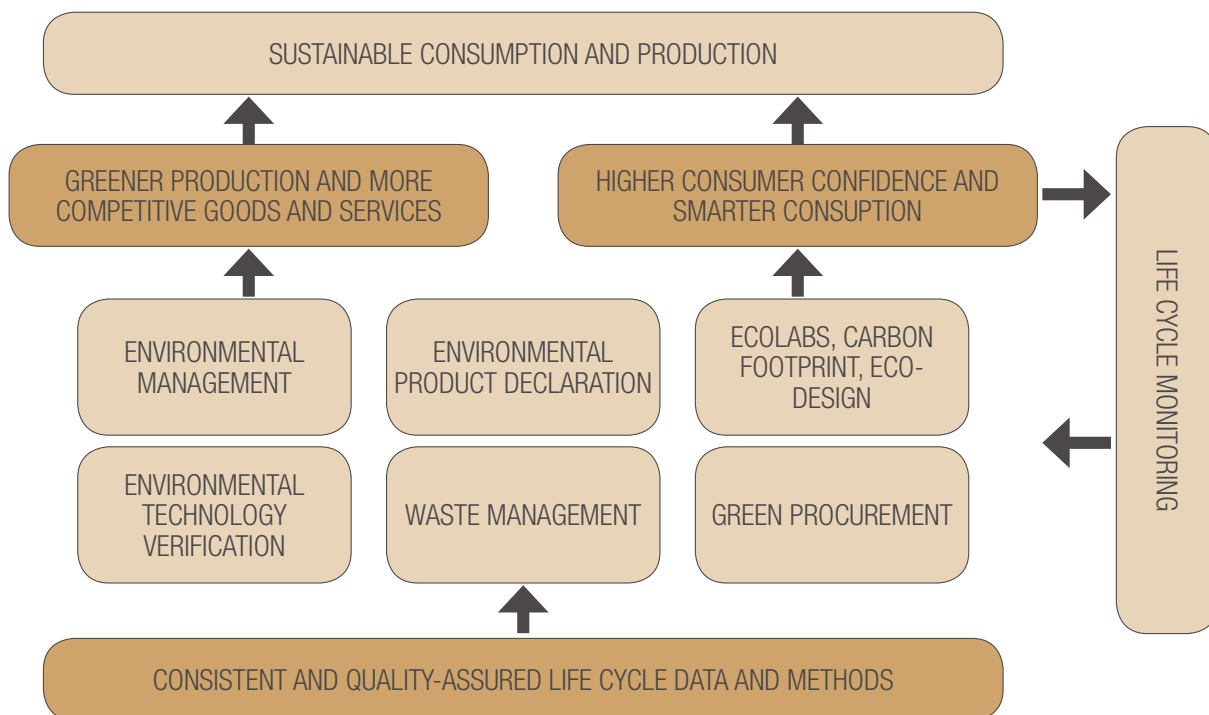 SUSTAINABLE CONSUMPTION AND PRODUCTION
GREENER PRODUCTION AND MORE
COMPETITIVE GOODS AND SERVICES
HIGHER CONSUMER CONFIDENCE AND
SMARTER CONSUPTION
LIFE CYCLE MONITORING
ENVIRONMENTAL
MANAGEMENT
ENVIRONMENTAL
PRODUCT DECLARATION
ECOLABS, CARBON
FOOTPRINT, ECO-
DESIGN
ENVIRONMENTAL
TECHNOLOGY
VERIFICATION
WASTE MANAGEMENT
GREEN PROCUREMENT
CONSISTENT AND QUALITY-ASSURED LIFE CYCLE DATA AND METHODS